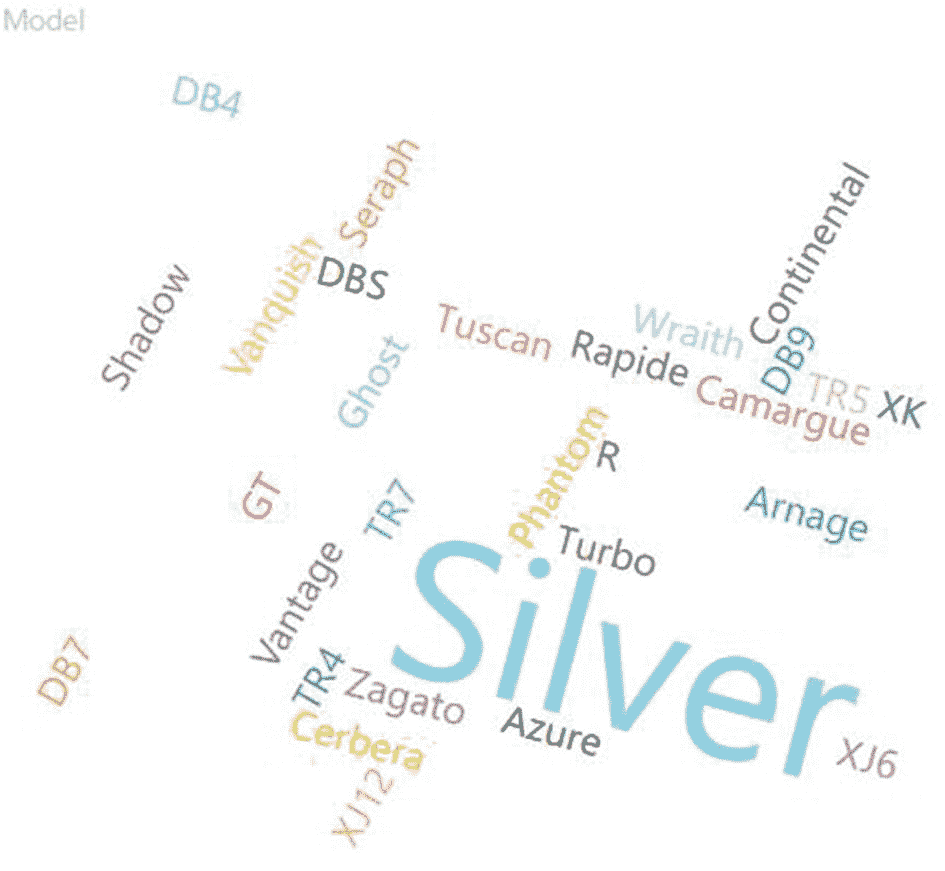 Model
DB4
Seraph
Continental
Vanquish
DBS
Shadow
Tuscan
Wraith
DB9
Rapide
Ghost
TR5
XK
Camargue
Phantom
R
GT
TR7
Arnage
Turbo
Silver
Vantage
DB7
TR4
Zagato
Azure
Cerbera
XJ6
XJ12